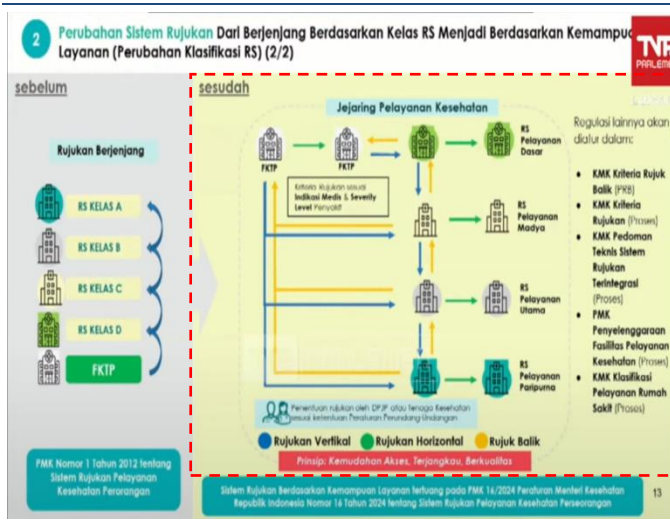 2
Perubahan Sistem Rujukan Dari Berjenjang Berdasarkan Kelas RS Menjadi Berdasarkan Kemampuan
Layanan (Perubahan Klasifikasi RS) (2/2)
TVR
PARLEMEN
sebelum
Rujukan Berjenjang
RS KELAS A
RS KELAS B
RS KELAS C
RS KELAS D
FKTP
PMK Nomor 1 Tahun 2012 tentang
Sistem Rujukan Pelayanan
Kesehatan Perorangan
sesudah
Jejaring Pelayanan Kesehatan
FKTP
FKTP
RS
Pelayanan
Dasar
Kriteria Rujukan sesuai
Indikasi Medis & Severity
Level Penyakit
RS
Pelayanan
Madya
RS
Pelayanan
Utama
RS
Pelayanan
Paripurna
Penentuan rujukan oleh DPJP atau Tenaga Kesehatan
sesuai ketentuan Peraturan Perundang-Undangan
Rujukan Vertikal
Rujukan Horizontal
Rujuk Balik
Prinsip: Kemudahan Akses, Terjangkau, Berkualitas
Regulasi lainnya akan
diatur dalam:
• KMK Kriteria Rujuk
Balik (PRB)
• KMK Kriteria
Rujukan (Proses)
• KMK Pedoman
Teknis Sistem
Rujukan
Terintegrasi
(Proses)
• PMK
Penyelenggaraan
Fasilitas Pelayanan
Kesehatan (Proses)
• KMK Klasifikasi
Pelayanan Rumah
Sakit (Proses)
Sistem Rujukan Berdasarkan Kemampuan Layanan tertuang pada PMK 16/2024 Peraturan Menteri Kesehatan
Republik Indonesia Nomor 16 Tahun 2024 tentang Sistem Rujukan Pelayanan Kesehatan Perseorangan
13